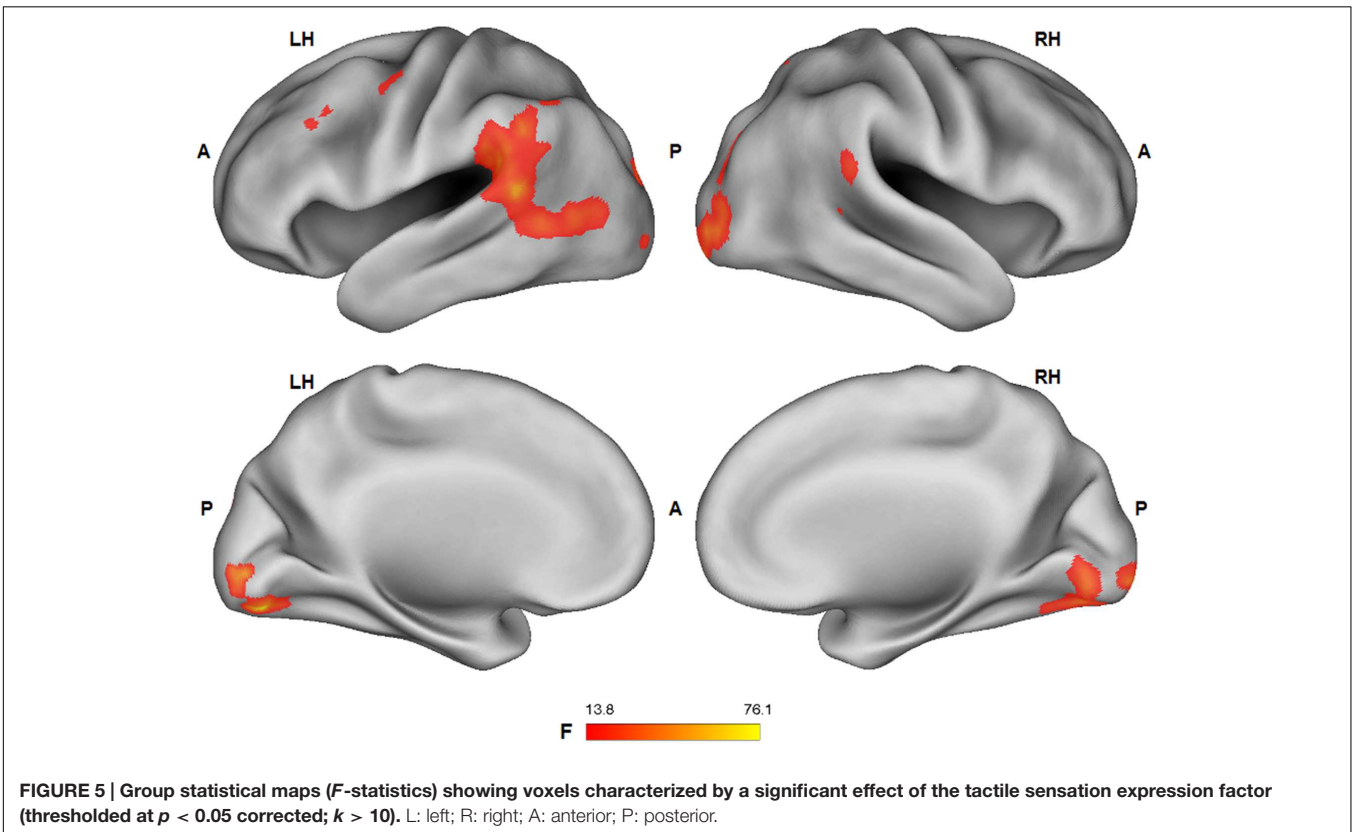 LH RH
A P A
LH RH
P A P
13.8 76.1
F
FIGURE 5 | Group statistical maps (F-statistics) showing voxels characterized by a significant effect of the tactile sensation expression factor
(thresholded at p < 0.05 corrected; k > 10). L: left; R: right; A: anterior; P: posterior.